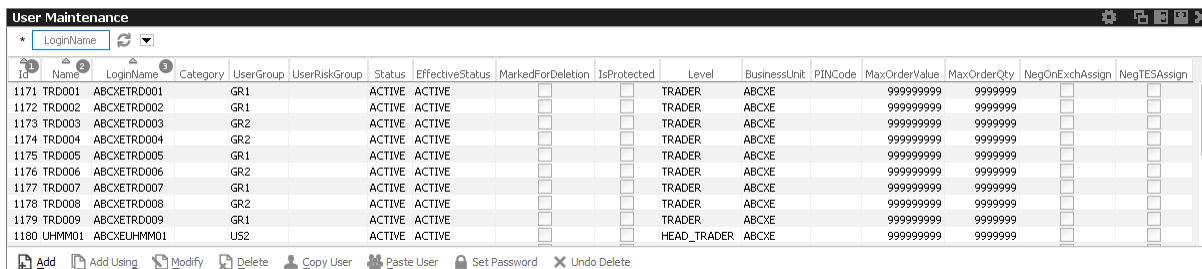 User Maintenance
* LoginName
Id 1 Name 2 LoginName 3 Category UserGroup UserRiskGroup Status EffectiveStatus MarkedForDeletion IsProtected Level BusinessUnit PINCode MaxOrderValue MaxOrderQty NegOnExchAssign NegTESAssign
1171 TRD001 ABCXETRD001 GR1 ACTIVE ACTIVE TRADER ABCXE 999999999 9999999
1172 TRD002 ABCXETRD002 GR1 ACTIVE ACTIVE TRADER ABCXE 999999999 9999999
1173 TRD003 ABCXETRD003 GR2 ACTIVE ACTIVE TRADER ABCXE 999999999 9999999
1174 TRD004 ABCXETRD004 GR2 ACTIVE ACTIVE TRADER ABCXE 999999999 9999999
1175 TRD005 ABCXETRD005 GR1 ACTIVE ACTIVE TRADER ABCXE 999999999 9999999
1176 TRD006 ABCXETRD006 GR2 ACTIVE ACTIVE TRADER ABCXE 999999999 9999999
1177 TRD007 ABCXETRD007 GR1 ACTIVE ACTIVE TRADER ABCXE 999999999 9999999
1178 TRD008 ABCXETRD008 GR2 ACTIVE ACTIVE TRADER ABCXE 999999999 9999999
1179 TRD009 ABCXETRD009 GR1 ACTIVE ACTIVE TRADER ABCXE 999999999 9999999
1180 UHMM01 ABCXEUHMM01 US2 ACTIVE ACTIVE HEAD_TRADER ABCXE 999999999 9999999
Add Add Using Modify Delete Copy User Paste User Set Password Undo Delete